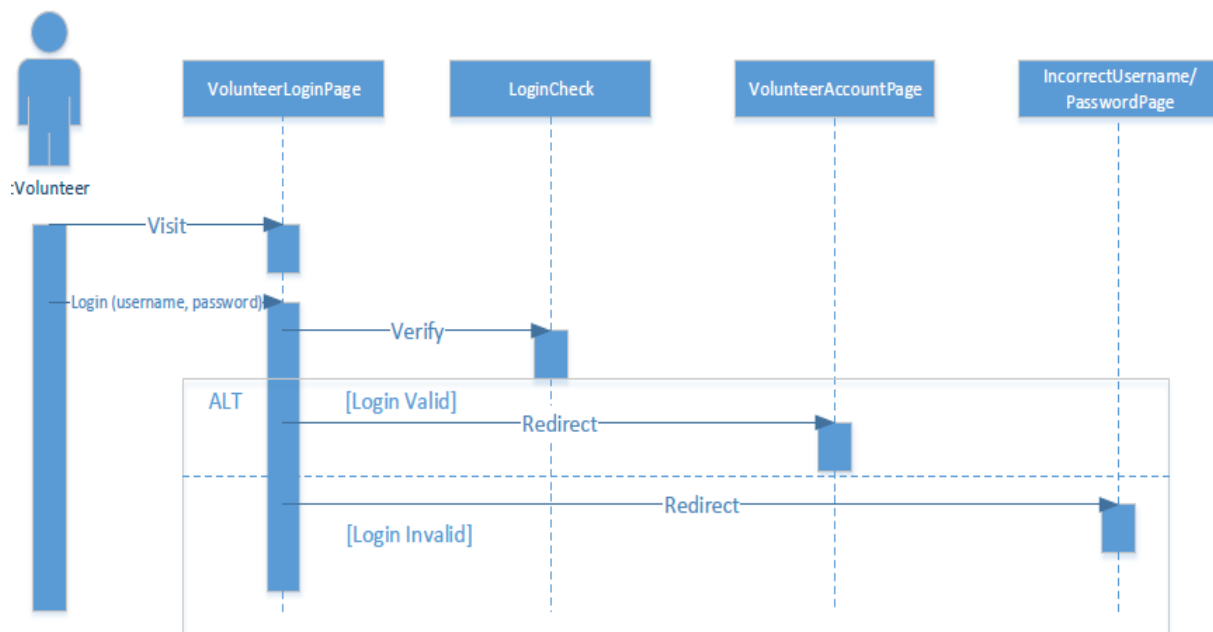 VolunteerLoginPage
LoginCheck
VolunteerAccountPage
IncorrectUsername/
PasswordPage
:Volunteer
Visit
Login (username, password)
Verify
ALT
[Login Valid]
Redirect
Redirect
[Login Invalid]